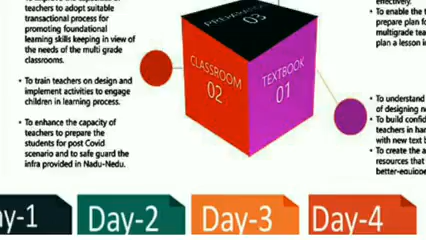 teachers to adopt suitable
transactional process for
promoting foundational
learning skills keeping in view of
the needs of the multi grade
classrooms.
• To train teachers on design and
implement activities to engage
children in learning process.
• To enhance the capacity of
teachers to prepare the
students for post Covid
scenario and to safe guard the
infra provided in Nadu-Nedu.
03
CLASSROOM
02
TEXTBOOK
01
effectively.
• To enable the t
prepare plan fo
multigrade tea
plan a lesson i
• To understand
of designing n
• To build confid
teachers in han
with new text b
• To create the a
resources that
better-equippe
ay-1
Day-2
Day-3
Day-4